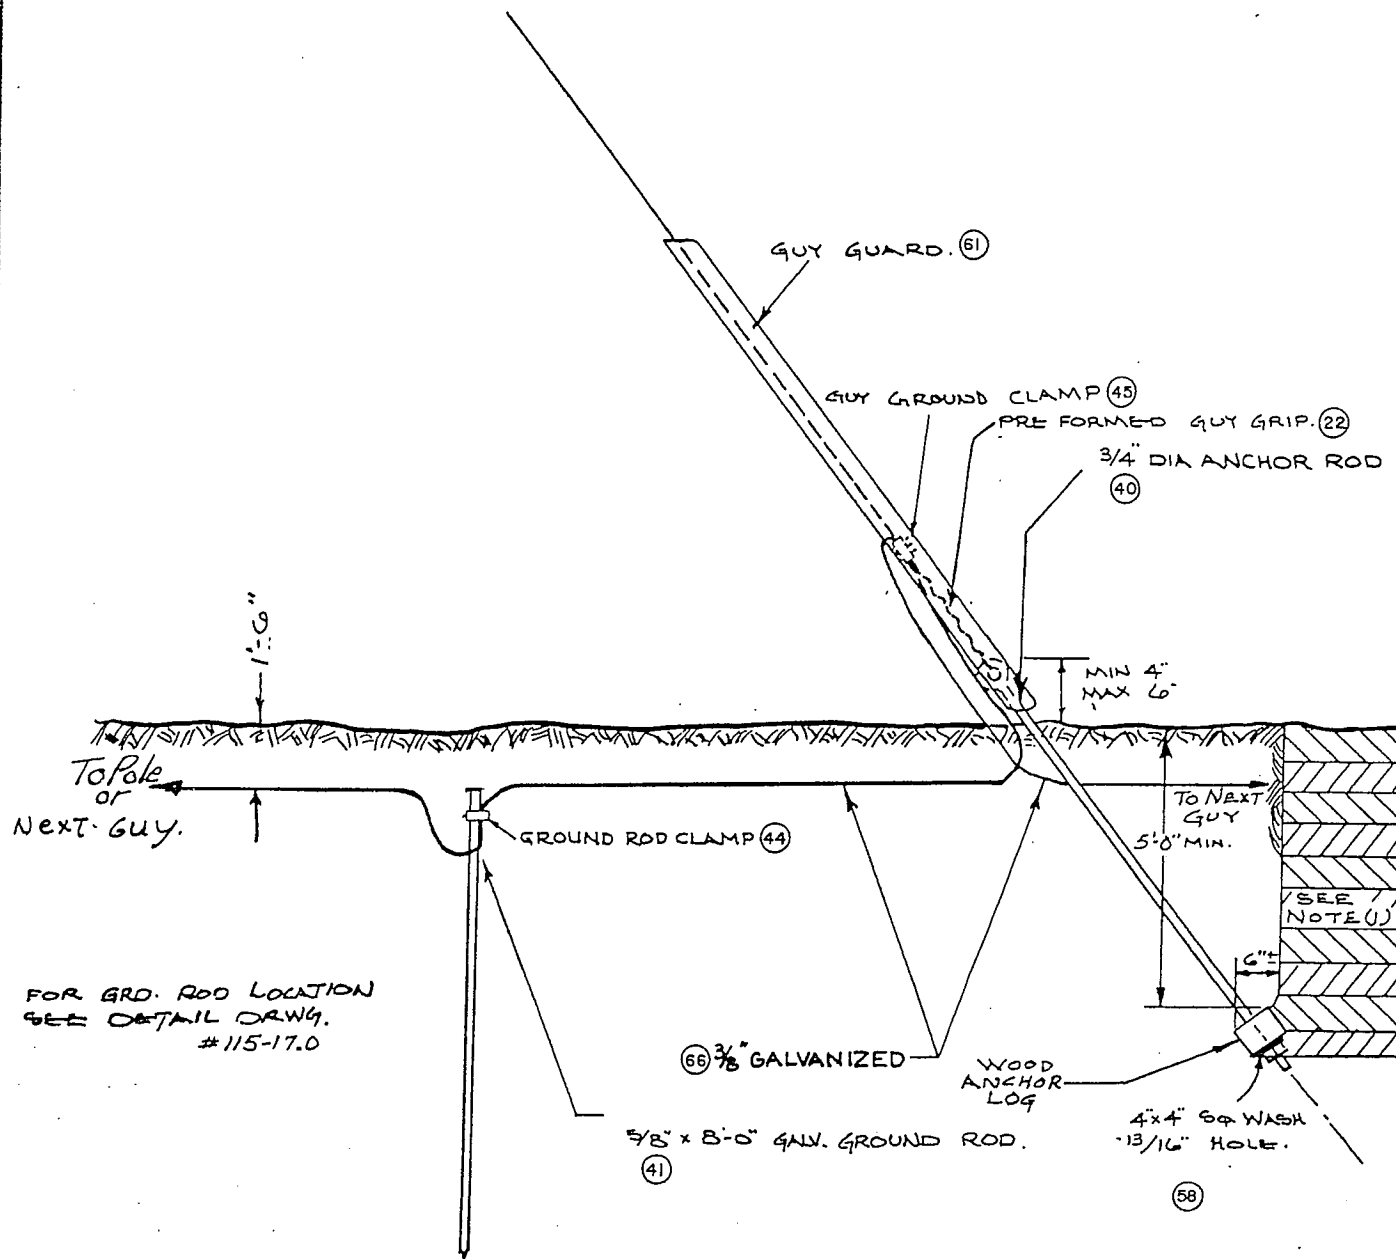 GUY GUARD. 61
GUY GROUND CLAMP 45
PRE FORMED GUY GRIP. 22
3/4" DIA ANCHOR ROD
40
1'-6"
MIN 4"
MAX 6"
To Pole
or
Next. Guy.
TO NEXT
GUY
5'-0" MIN.
GROUND ROD CLAMP 44
SEE
NOTE (1)
6"±
FOR GRD. ROD LOCATION
SEE DETAIL DRWG.
#115-17.0
66 3/8" GALVANIZED
WOOD
ANCHOR
LOG
4"x4" SQ WASH
13/16" HOLE.
58
5/8" x 8'-0" GALV. GROUND ROD.
41